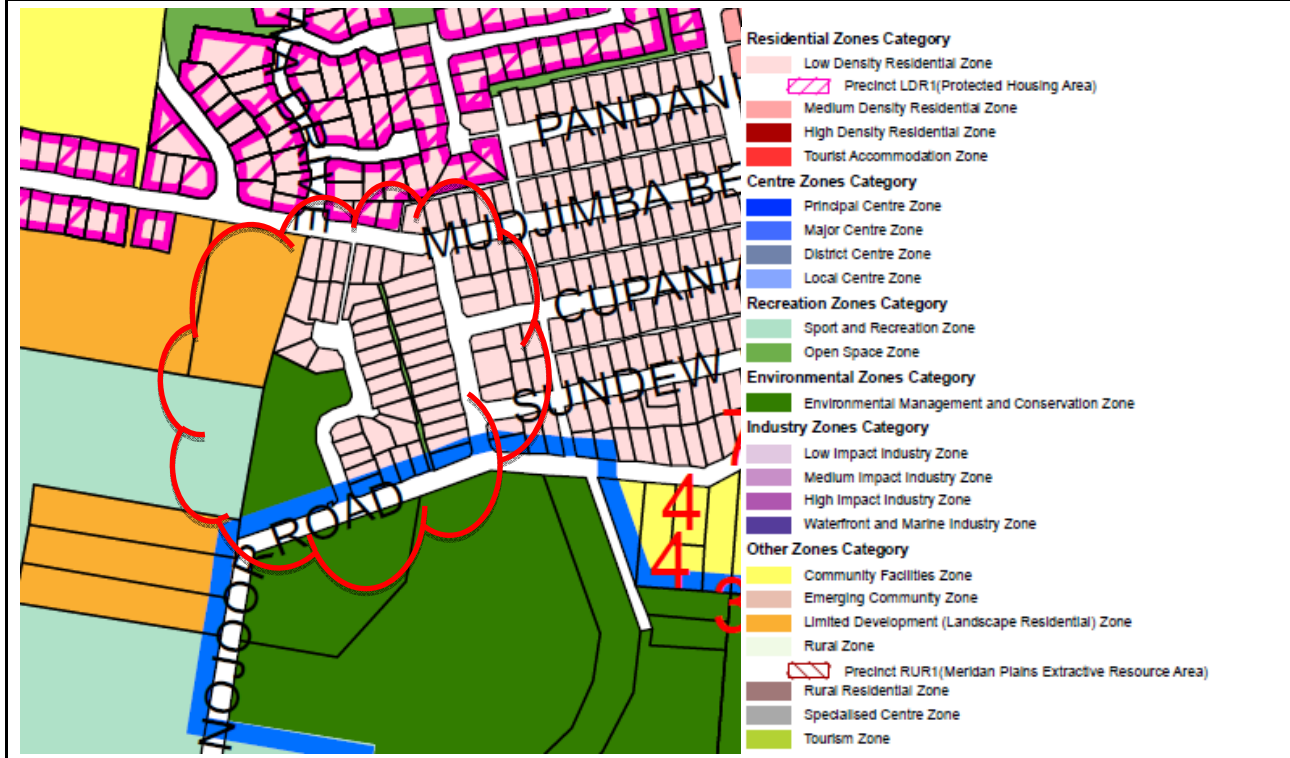 PANDAN
MUDJIMBA BE
CUPANIA
SUNDEW
NOJOOR ROAD
7
4
4
3
Residential Zones Category
Low Density Residential Zone
Precinct LDR1(Protected Housing Area)
Medium Density Residential Zone
High Density Residential Zone
Tourist Accommodation Zone
Centre Zones Category
Principal Centre Zone
Major Centre Zone
District Centre Zone
Local Centre Zone
Recreation Zones Category
Sport and Recreation Zone
Open Space Zone
Environmental Zones Category
Environmental Management and Conservation Zone
Industry Zones Category
Low Impact Industry Zone
Medium Impact Industry Zone
High Impact Industry Zone
Waterfront and Marine Industry Zone
Other Zones Category
Community Facilities Zone
Emerging Community Zone
Limited Development (Landscape Residential) Zone
Rural Zone
Precinct RUR1(Meridan Plains Extractive Resource Area)
Rural Residential Zone
Specialised Centre Zone
Tourism Zone